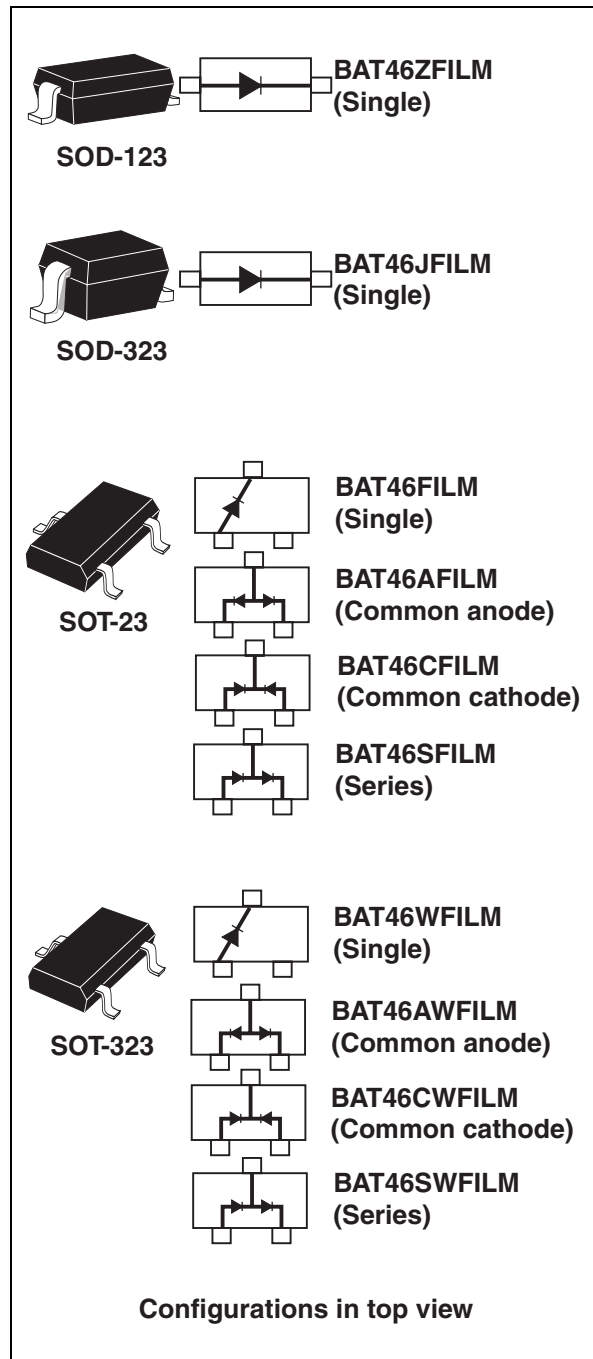 BAT46ZFILM
(Single)
SOD-123
BAT46JFILM
(Single)
SOD-323
BAT46FILM
(Single)
BAT46AFILM
(Common anode)
SOT-23
BAT46CFILM
(Common cathode)
BAT46SFILM
(Series)
BAT46WFILM
(Single)
BAT46AWFILM
(Common anode)
SOT-323
BAT46CWFILM
(Common cathode)
BAT46SWFILM
(Series)
Configurations in top view